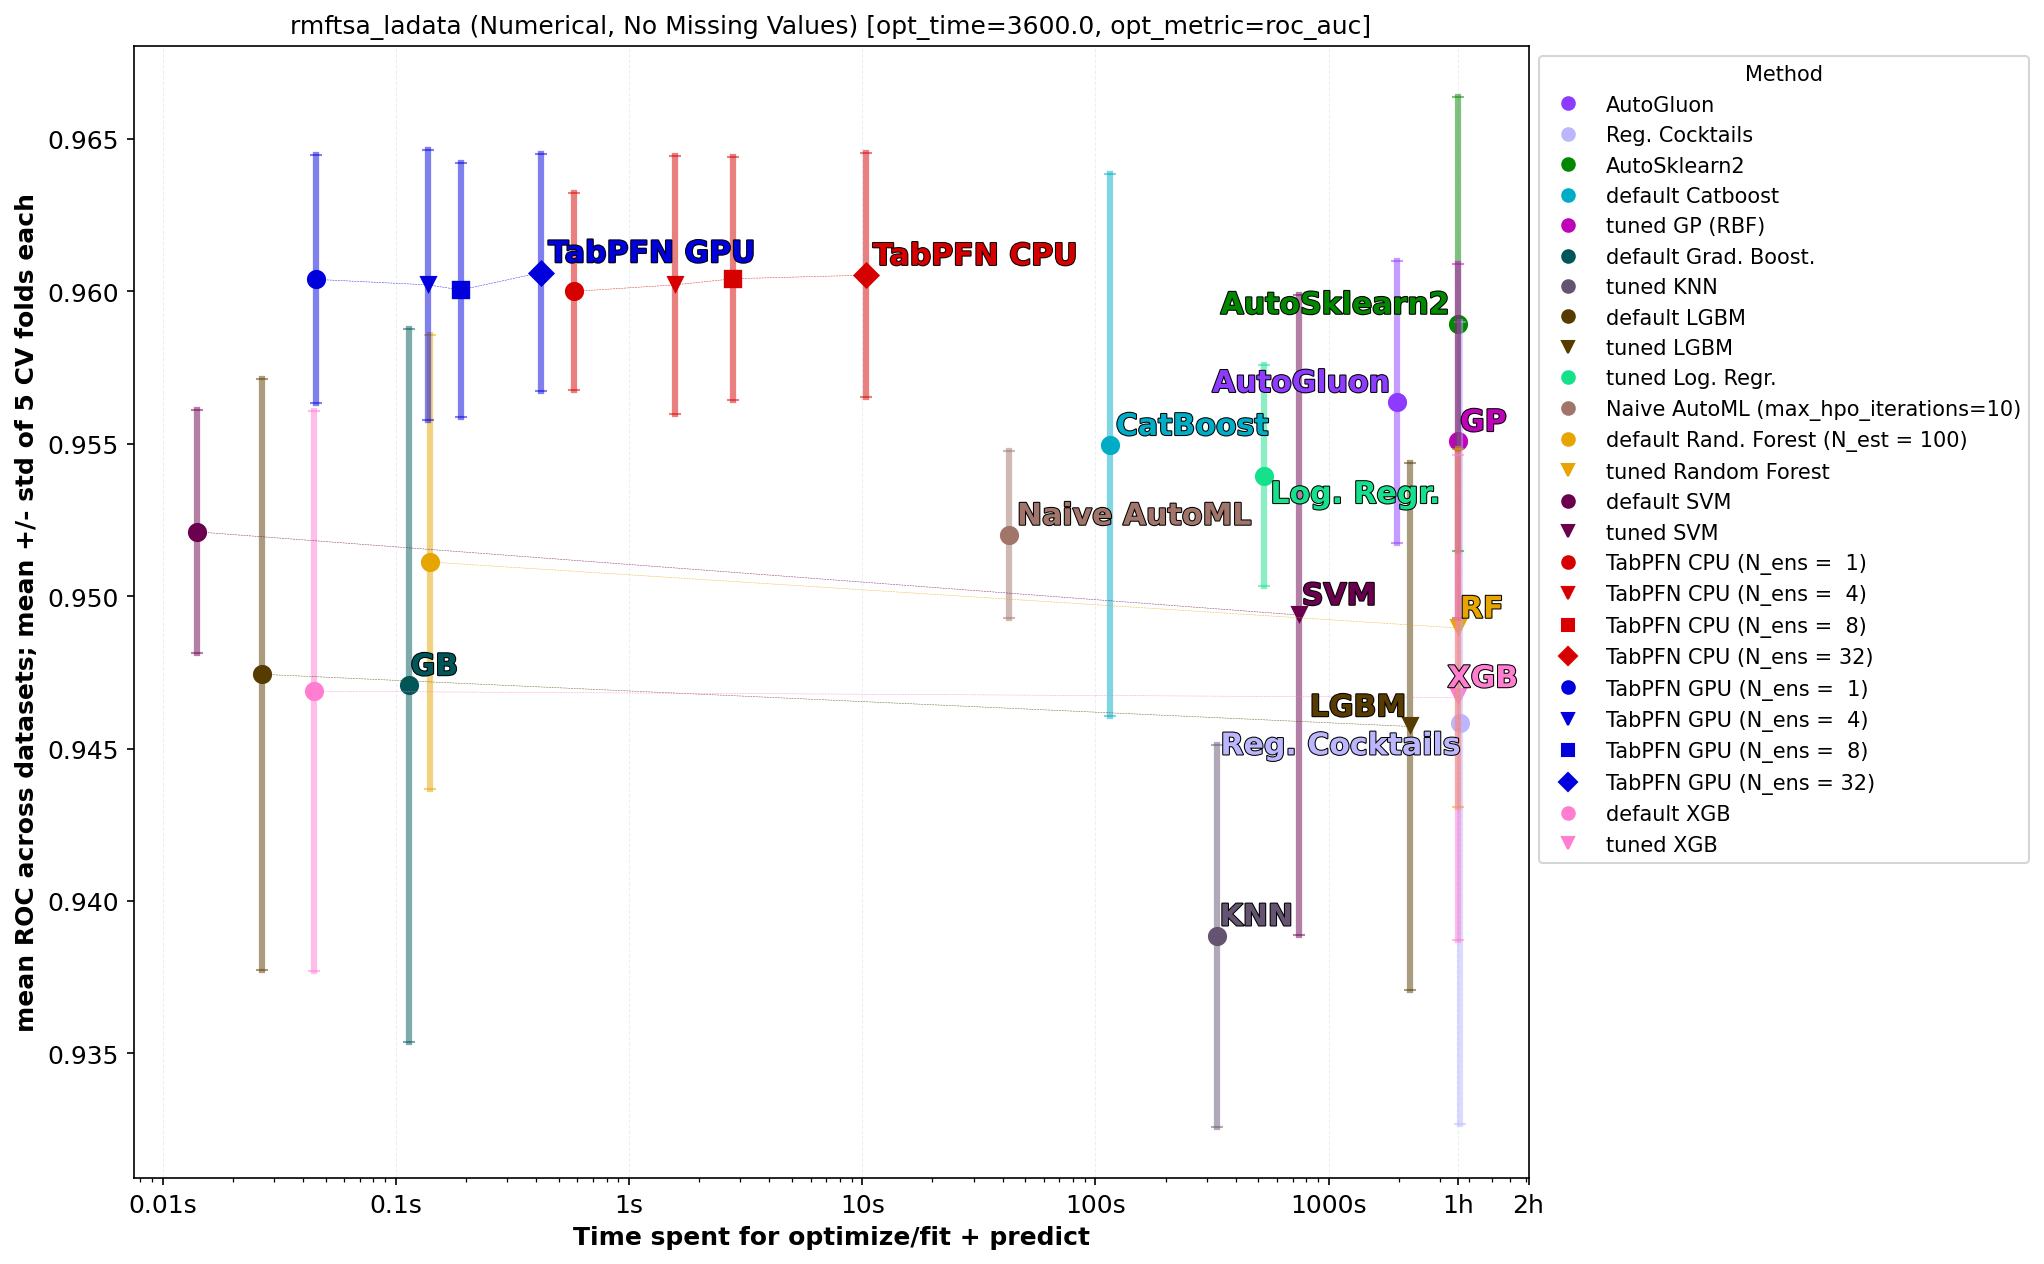 rmftsa_ladata (Numerical, No Missing Values) [opt_time=3600.0, opt_metric=roc_auc]
mean ROC across datasets; mean +/- std of 5 CV folds each
0.965
0.960
0.955
0.950
0.945
0.940
0.935
TabPFN GPU
TabPFN CPU
AutoSklearn2
AutoGluon
GP
CatBoost
Log. Regr.
Naive AutoML
SVM
RF
GB
XGB
LGBM
Reg. Cocktails
KNN
0.01s
0.1s
1s
10s
100s
1000s
1h
2h
Time spent for optimize/fit + predict
Method
AutoGluon
Reg. Cocktails
AutoSklearn2
default Catboost
tuned GP (RBF)
default Grad. Boost.
tuned KNN
default LGBM
tuned LGBM
tuned Log. Regr.
Naive AutoML (max_hpo_iterations=10)
default Rand. Forest (N_est = 100)
tuned Random Forest
default SVM
tuned SVM
TabPFN CPU (N_ens =  1)
TabPFN CPU (N_ens =  4)
TabPFN CPU (N_ens =  8)
TabPFN CPU (N_ens = 32)
TabPFN GPU (N_ens =  1)
TabPFN GPU (N_ens =  4)
TabPFN GPU (N_ens =  8)
TabPFN GPU (N_ens = 32)
default XGB
tuned XGB